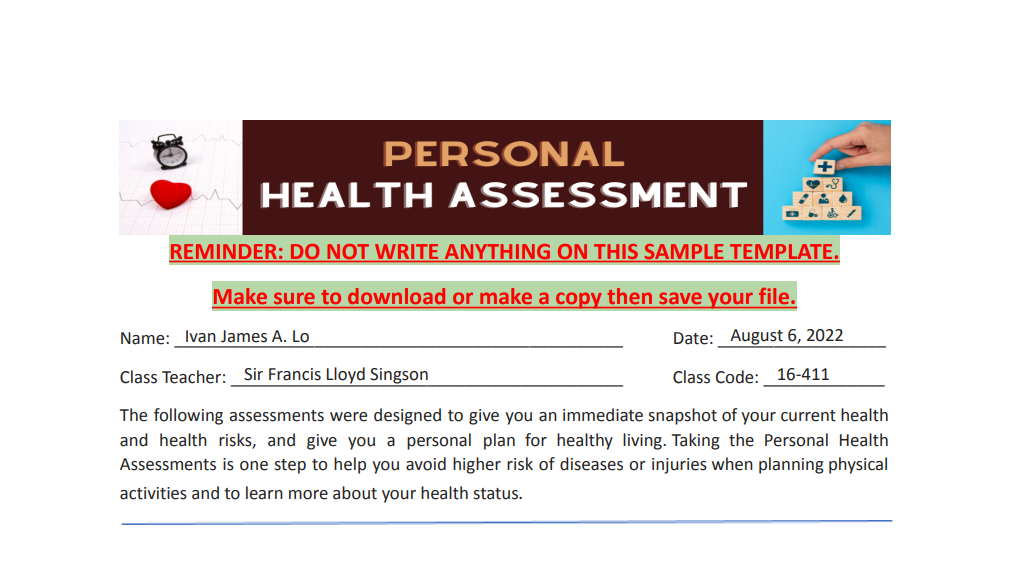 PERSONAL
HEALTH ASSESSMENT
REMINDER: DO NOT WRITE ANYTHING ON THIS SAMPLE TEMPLATE.
Make sure to download or make a copy then save your file.
Name: Ivan James A. Lo Date: August 6, 2022
Class Teacher: Sir Francis Lloyd Singson Class Code: 16-411
The following assessments were designed to give you an immediate snapshot of your current health
and health risks, and give you a personal plan for healthy living. Taking the Personal Health
Assessments is one step to help you avoid higher risk of diseases or injuries when planning physical
activities and to learn more about your health status.